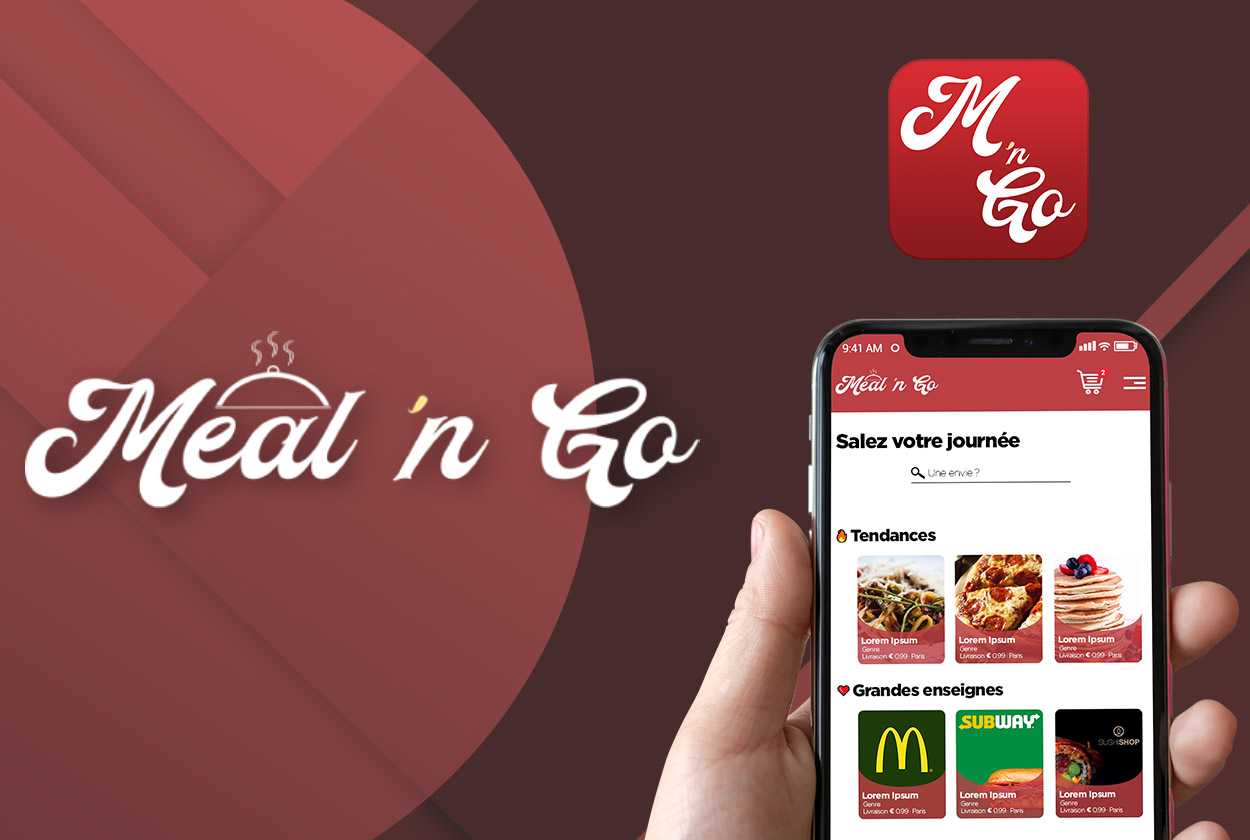 M
'n
Go
Meal 'n Go
9:41 AM
Meal 'n Go
2
Salez votre journée
Une envie ?
🔥 Tendances
Lorem Ipsum
Genre
Livraison € 0.99 · Paris
Lorem Ipsum
Genre
Livraison € 0.99 · Paris
Lorem Ipsum
Genre
Livraison € 0.99 · Paris
❤️ Grandes enseignes
M
Lorem Ipsum
Genre
Livraison € 0.99 · Paris
SUBWAY
Lorem Ipsum
Genre
Livraison € 0.99 · Paris
SUSHISHOP
Lorem Ipsum
Genre
Livraison € 0.99 · Paris